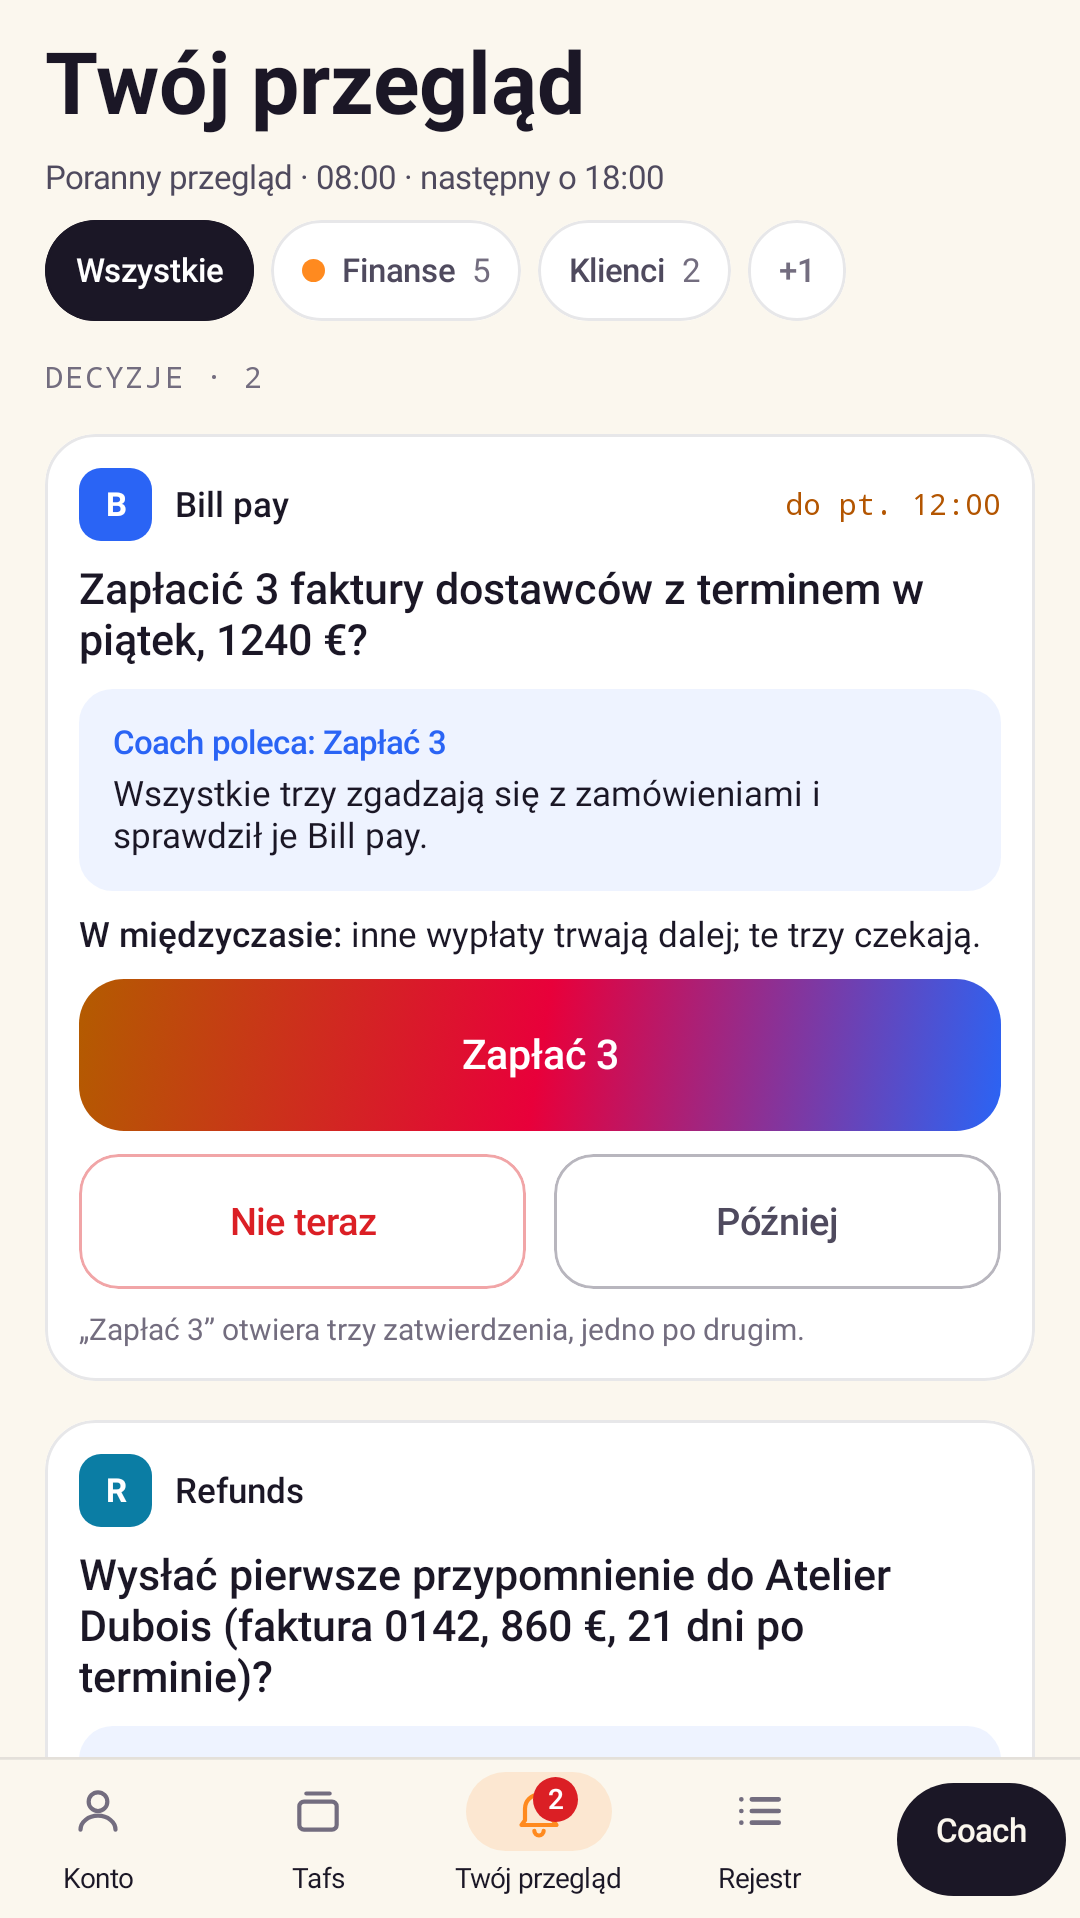 Twój przegląd
Poranny przegląd · 08:00 · następny o 18:00
Wszystkie
Finanse 5
Klienci 2
+1
DECYZJE · 2
B
Bill pay
do pt. 12:00
Zapłacić 3 faktury dostawców z terminem w
piątek, 1240 €?
Coach poleca: Zapłać 3
Wszystkie trzy zgadzają się z zamówieniami i
sprawdził je Bill pay.
W międzyczasie: inne wypłaty trwają dalej; te trzy czekają.
Zapłać 3
Nie teraz
Później
„Zapłać 3” otwiera trzy zatwierdzenia, jedno po drugim.
R
Refunds
Wysłać pierwsze przypomnienie do Atelier
Dubois (faktura 0142, 860 €, 21 dni po
terminie)?
2
Konto
Tafs
Twój przegląd
Rejestr
Coach